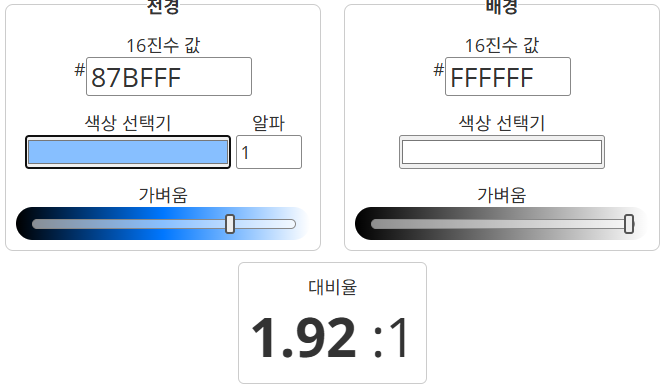 전경
16진수 값
#87BFFF
색상 선택기
알파
1
가벼움
배경
16진수 값
#FFFFFF
색상 선택기
가벼움
대비율
1.92 :1